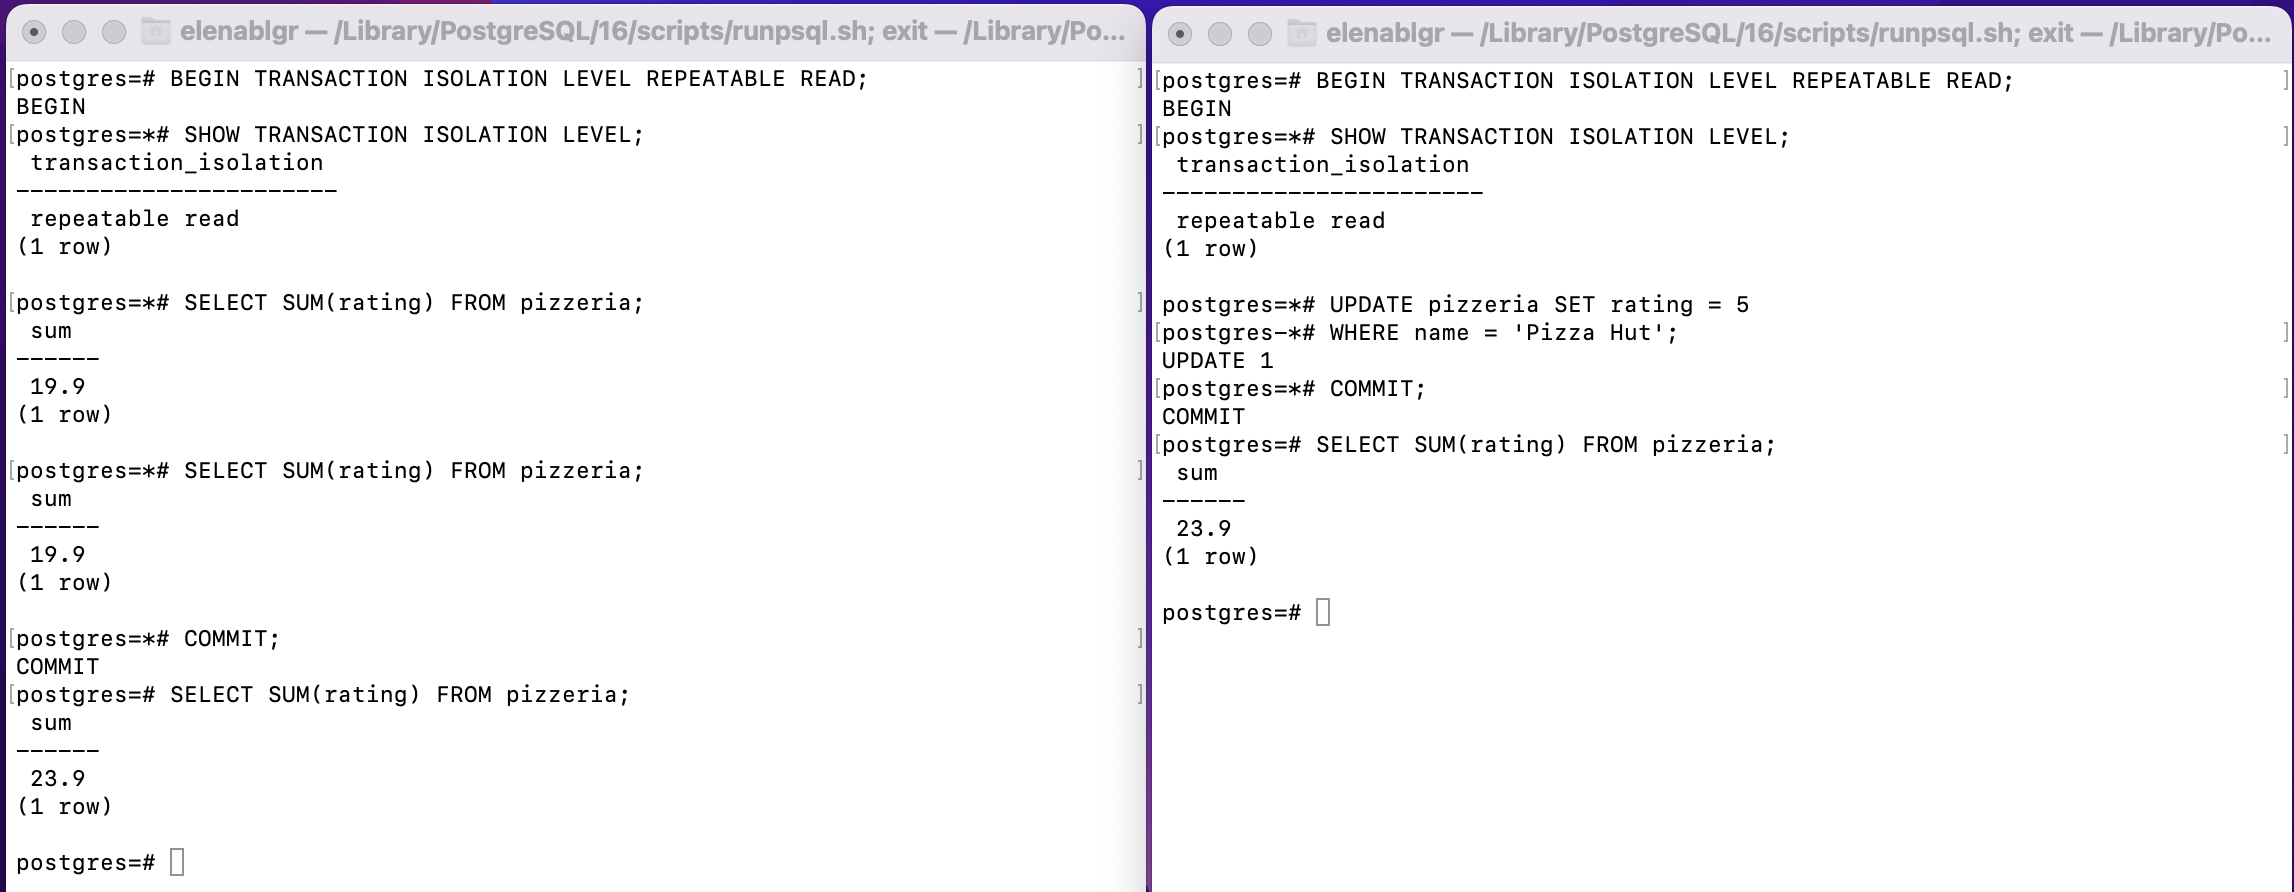 elenablgr — /Library/PostgreSQL/16/scripts/runpsql.sh; exit — /Library/Po...
[postgres=# BEGIN TRANSACTION ISOLATION LEVEL REPEATABLE READ; ]
BEGIN
[postgres=*# SHOW TRANSACTION ISOLATION LEVEL; ]
 transaction_isolation
-----------------------
 repeatable read
(1 row)

[postgres=*# SELECT SUM(rating) FROM pizzeria; ]
 sum
------
 19.9
(1 row)

[postgres=*# SELECT SUM(rating) FROM pizzeria; ]
 sum
------
 19.9
(1 row)

[postgres=*# COMMIT; ]
COMMIT
[postgres=# SELECT SUM(rating) FROM pizzeria; ]
 sum
------
 23.9
(1 row)

postgres=#
elenablgr — /Library/PostgreSQL/16/scripts/runpsql.sh; exit — /Library/Po...
[postgres=# BEGIN TRANSACTION ISOLATION LEVEL REPEATABLE READ; ]
BEGIN
[postgres=*# SHOW TRANSACTION ISOLATION LEVEL; ]
 transaction_isolation
-----------------------
 repeatable read
(1 row)

postgres=*# UPDATE pizzeria SET rating = 5
[postgres-*# WHERE name = 'Pizza Hut'; ]
UPDATE 1
[postgres=*# COMMIT; ]
COMMIT
[postgres=# SELECT SUM(rating) FROM pizzeria; ]
 sum
------
 23.9
(1 row)

postgres=#